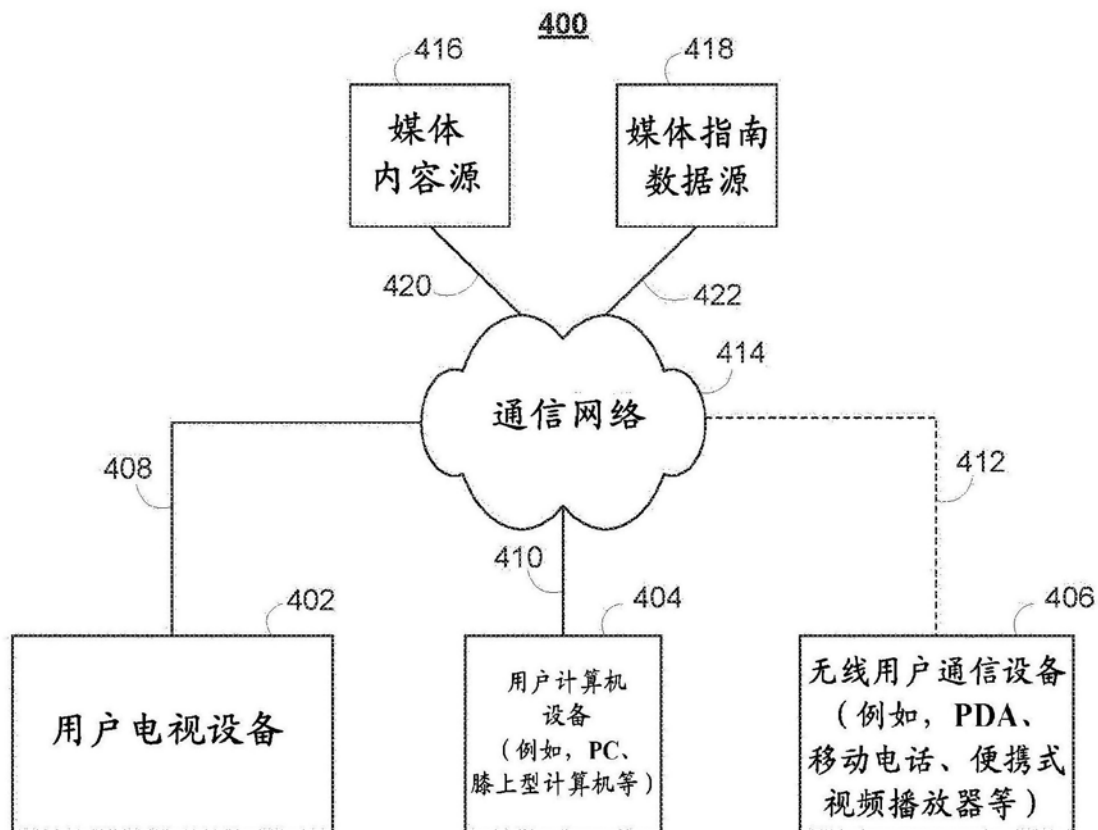 400
416
418
媒体
内容源
媒体指南
数据源
420
422
414
通信网络
408
412
410
402
404
406
用户电视设备
用户计算机
设备
（例如，PC、
膝上型计算机等）
无线用户通信设备
（例如，PDA、
移动电话、便携式
视频播放器等）